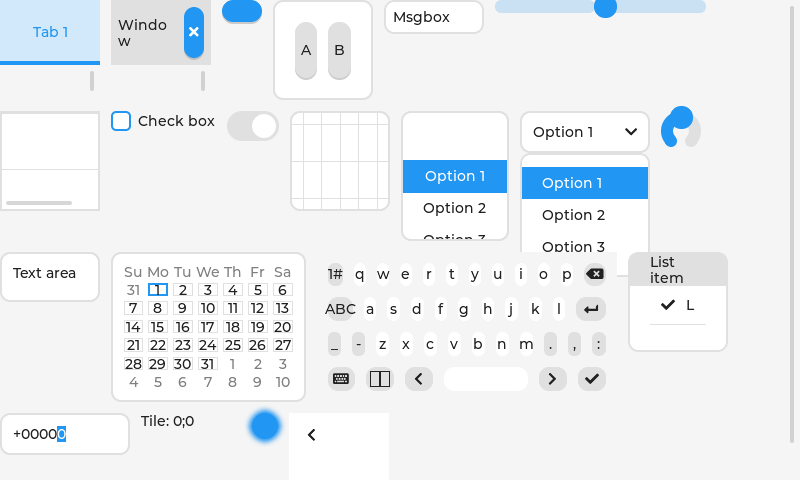 Tab 1
Windo
w
A B
Msgbox
Check box
Option 1
Option 2
Option 3
Option 1
Option 1
Option 2
Option 3
Text area
Su Mo Tu We Th Fr Sa
31 1 2 3 4 5 6
7 8 9 10 11 12 13
14 15 16 17 18 19 20
21 22 23 24 25 26 27
28 29 30 31 1 2 3
4 5 6 7 8 9 10
1# q w e r t y u i o p
ABC a s d f g h j k l
_ - z x c v b n m . , :
List
item
L
+00000
Tile: 0;0